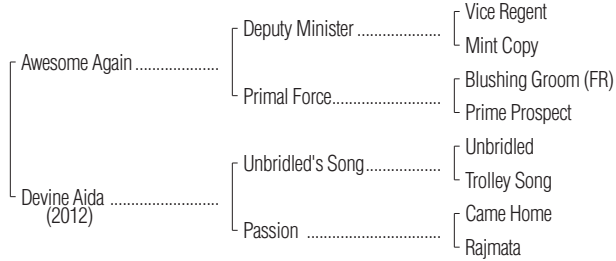 Vice Regent
Deputy Minister ....................
Mint Copy
Awesome Again ....................
Blushing Groom (FR)
Primal Force..........................
Prime Prospect
Unbridled
Unbridled's Song..................
Trolley Song
Devine Aida ..........................
(2012)
Came Home
Passion ................................
Rajmata